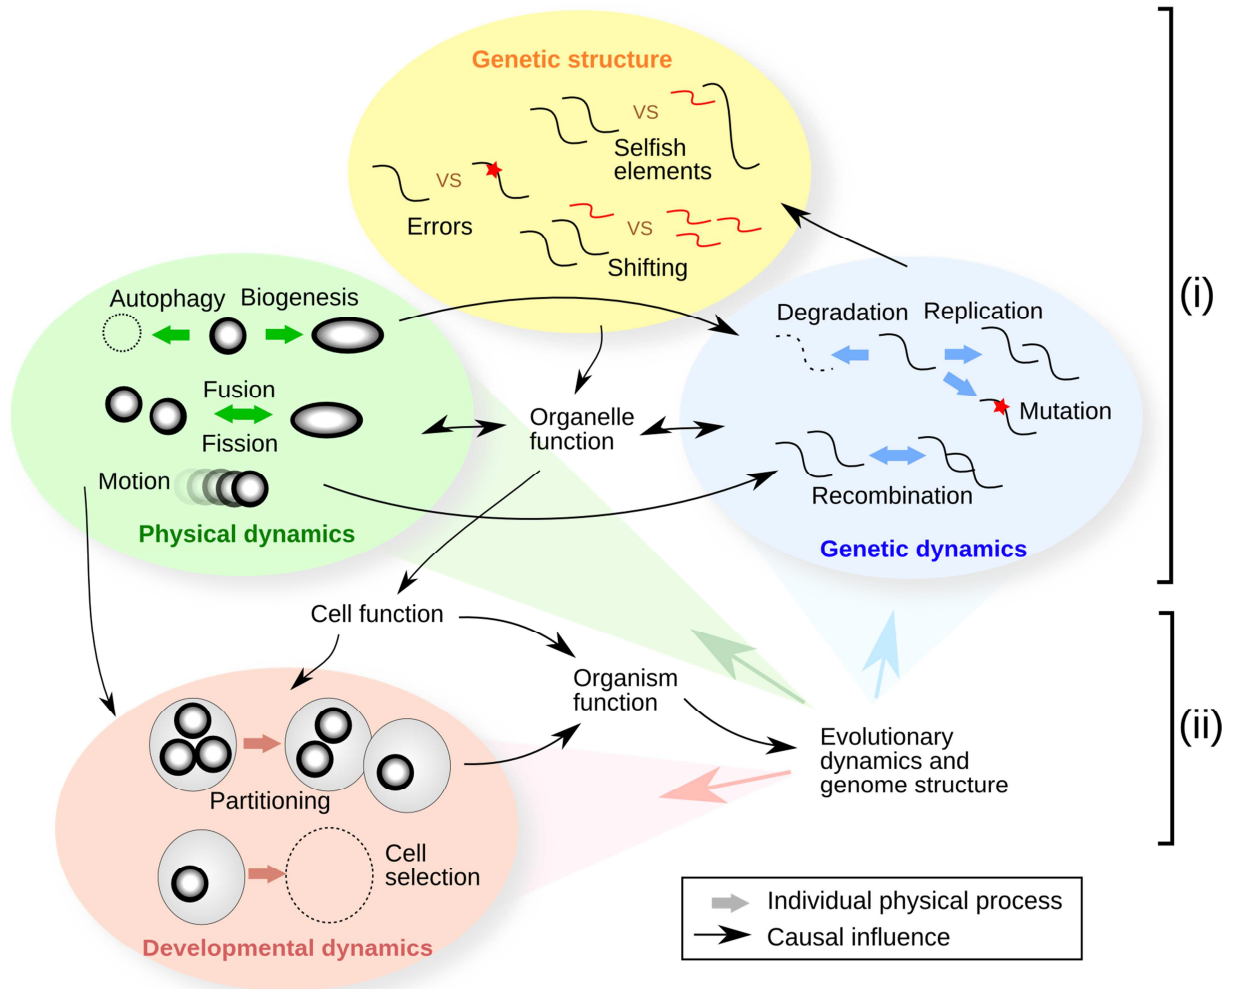 Genetic structure
VS
Selfish
elements
VS
Errors
VS
Shifting
(i)
Autophagy
Biogenesis
Fusion
Fission
Motion
Physical dynamics
Organelle
function
Degradation
Replication
Mutation
Recombination
Genetic dynamics
Cell function
Organism
function
(ii)
Evolutionary
dynamics and
genome structure
Partitioning
Cell
selection
Developmental dynamics
Individual physical process
Causal influence